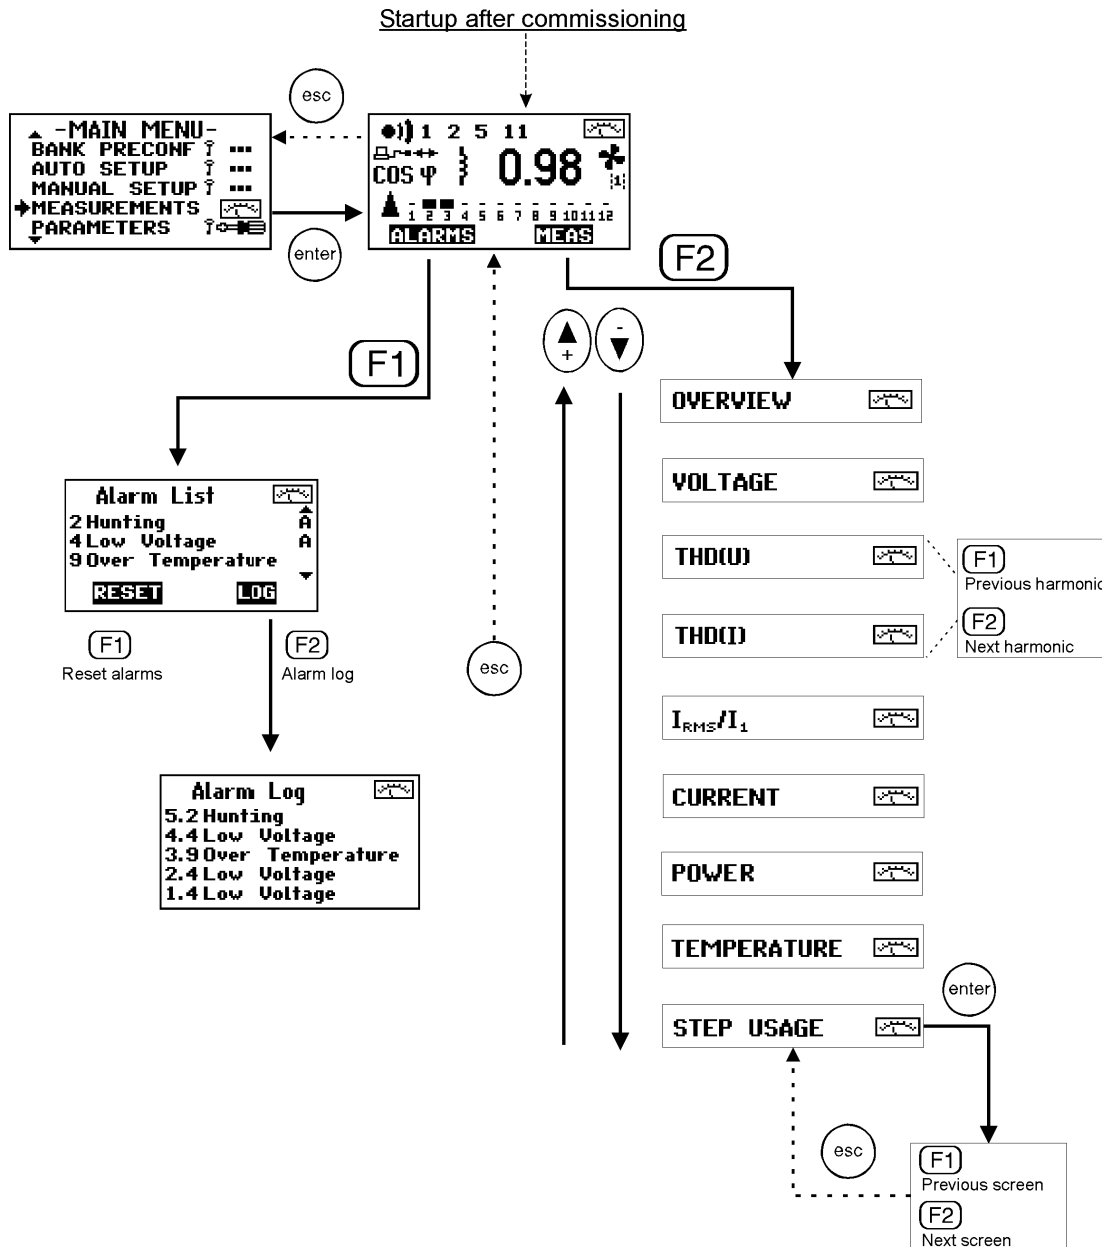 Startup after commissioning
esc
-MAIN MENU-
BANK PRECONF
AUTO SETUP
MANUAL SETUP
MEASUREMENTS
PARAMETERS
enter
1 2 5 11
COS φ 0.98
1
1 2 3 4 5 6 7 8 9 10 11 12
ALARMS MEAS
F2
F1
+
-
OVERVIEW
VOLTAGE
THD(U)
THD(I)
IRMS/I1
CURRENT
POWER
TEMPERATURE
STEP USAGE
F1
Previous harmonic
F2
Next harmonic
Alarm List
2 Hunting A
4 Low Voltage A
9 Over Temperature
RESET LOG
F1
Reset alarms
F2
Alarm log
esc
Alarm Log
5.2 Hunting
4.4 Low Voltage
3.9 Over Temperature
2.4 Low Voltage
1.4 Low Voltage
enter
esc
F1
Previous screen
F2
Next screen